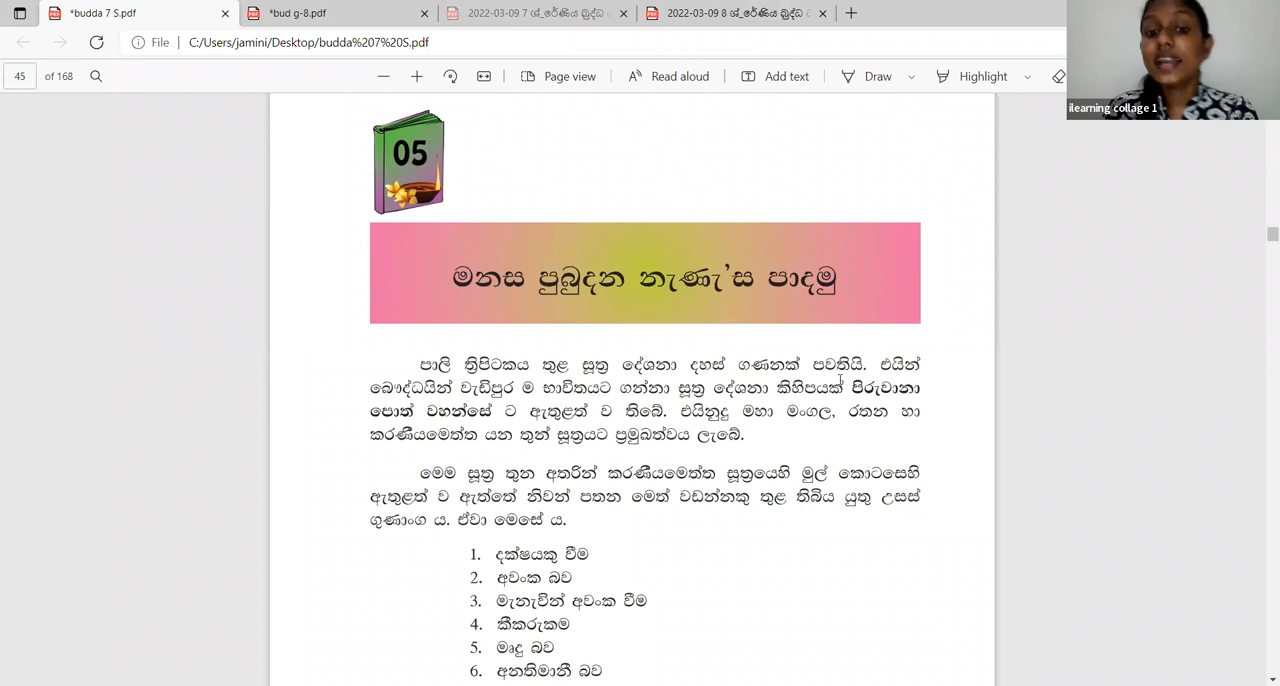 *budda 7 S.pdf
*bud g-8.pdf
2022-03-09 7 ශ්_රේණිය බුද්ධ
2022-03-09 8 ශ්_රේණිය බුද්ධ
File
C:/Users/jamini/Desktop/budda%207%20S.pdf
45 of 168
Page view
Read aloud
Add text
Draw
Highlight
ilearning collage 1
05
මනස පුබුදන නැණැ'ස පාදමු
පාලි ත්‍රිපිටකය තුළ සූත්‍ර දේශනා දහස් ගණනක් පවතියි. එයින්
බෞද්ධයින් වැඩිපුර ම භාවිතයට ගන්නා සූත්‍ර දේශනා කිහිපයක් පිරුවානා
පොත් වහන්සේ ට ඇතුළත් ව තිබේ. එයිනුදු මහා මංගල, රතන හා
කරණීයමෙත්ත යන තුන් සූත්‍රයට ප්‍රමුඛත්වය ලැබේ.
මෙම සූත්‍ර තුන අතරින් කරණීයමෙත්ත සූත්‍රයෙහි මුල් කොටසෙහි
ඇතුළත් ව ඇත්තේ නිවන් පතන මෙත් වඩන්නකු තුළ තිබිය යුතු උසස්
ගුණාංග ය. ඒවා මෙසේ ය.
1. දක්ෂයකු වීම
2. අවංක බව
3. මැනැවින් අවංක වීම
4. කීකරුකම
5. මෘදු බව
6. අනතිමානී බව